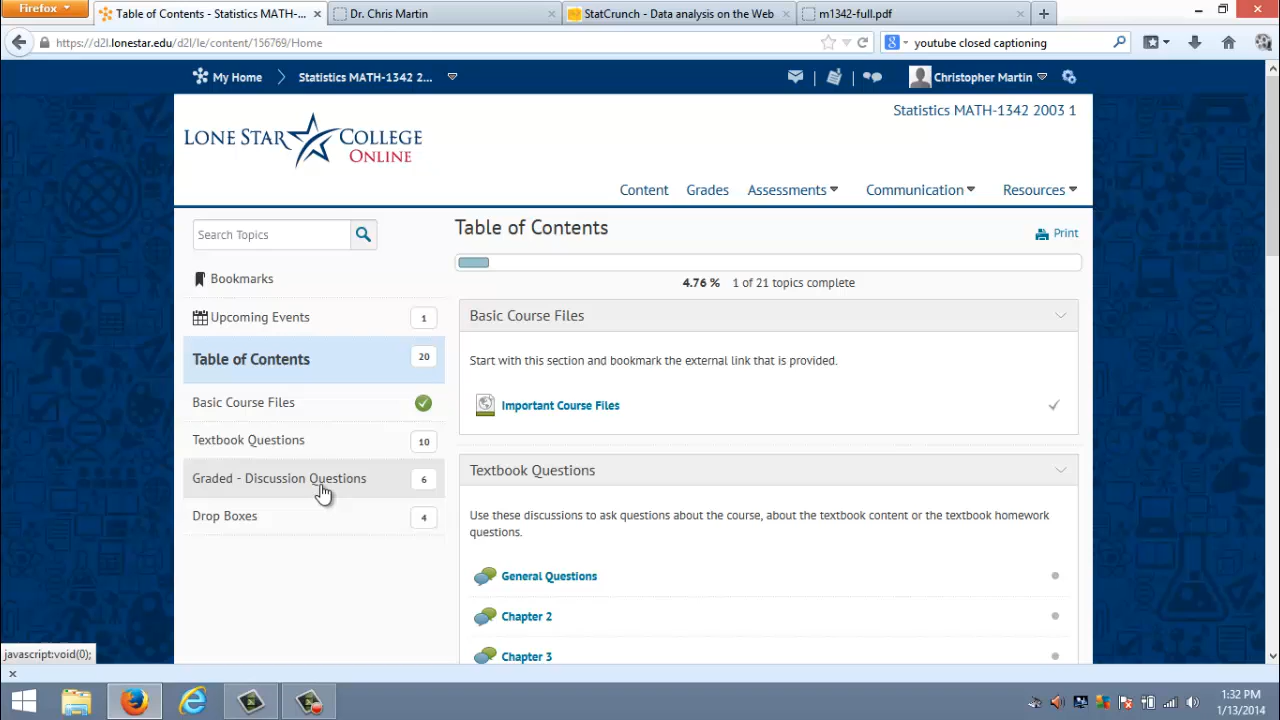 Firefox
Table of Contents - Statistics MATH-...
Dr. Chris Martin
StatCrunch - Data analysis on the Web
m1342-full.pdf
https://d2l.lonestar.edu/d2l/le/content/156769/Home
youtube closed captioning
My Home
Statistics MATH-1342 2...
Christopher Martin
Statistics MATH-1342 2003 1
LONE STAR COLLEGE
ONLINE
Content
Grades
Assessments
Communication
Resources
Search Topics
Table of Contents
Print
Bookmarks
4.76 % 1 of 21 topics complete
Upcoming Events 1
Table of Contents 20
Basic Course Files
Textbook Questions 10
Graded - Discussion Questions 6
Drop Boxes 4
Basic Course Files
Start with this section and bookmark the external link that is provided.
Important Course Files
Textbook Questions
Use these discussions to ask questions about the course, about the textbook content or the textbook homework
questions.
General Questions
Chapter 2
Chapter 3
javascript:void(0);
1:32 PM
1/13/2014